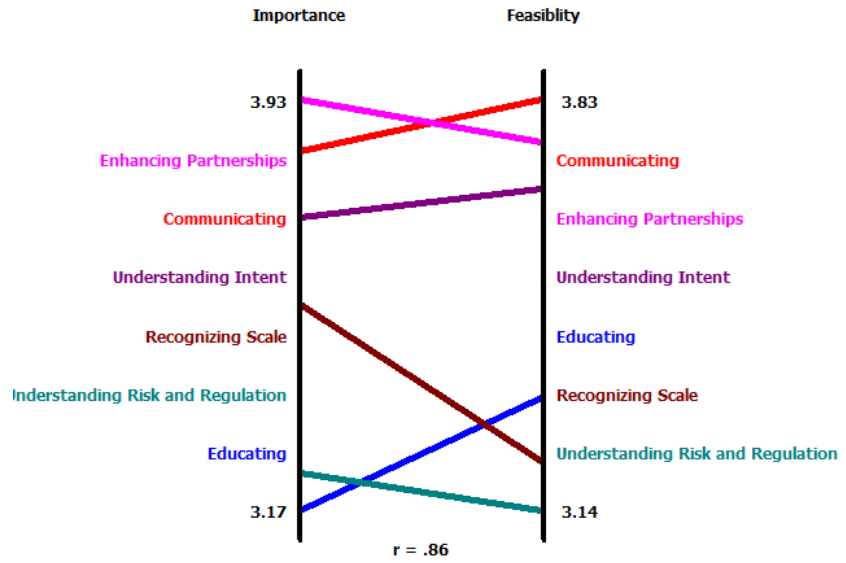 Importance Feasiblity
3.93 3.83
Enhancing Partnerships Communicating
Communicating Enhancing Partnerships
Understanding Intent Understanding Intent
Recognizing Scale Educating
nderstanding Risk and Regulation Recognizing Scale
Educating Understanding Risk and Regulation
3.17 3.14
r = .86